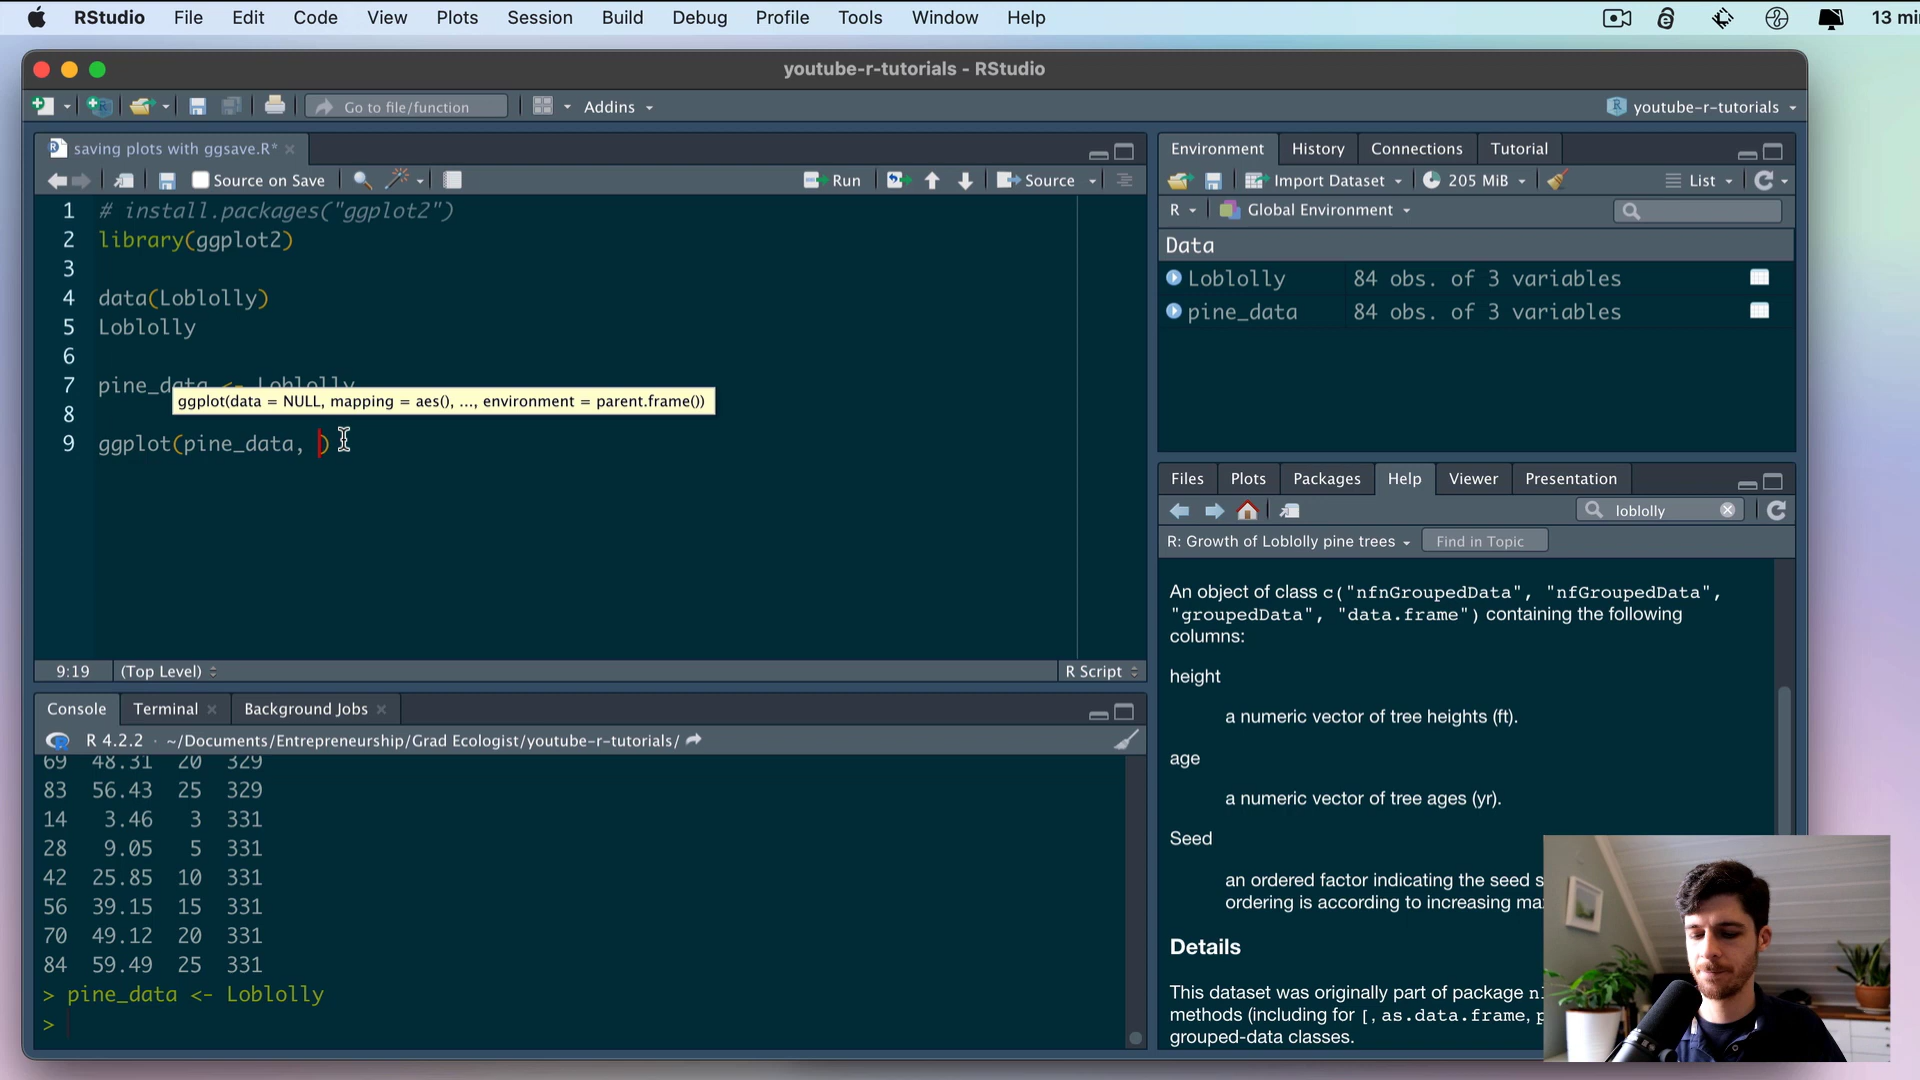 RStudio File Edit Code View Plots Session Build Debug Profile Tools Window Help 13
youtube-r-tutorials - RStudio
Go to file/function Addins youtube-r-tutorials
saving plots with ggsave.R*
Source on Save Run Source
1 # install.packages("ggplot2")
2 library(ggplot2)
3
4 data(Loblolly)
5 Loblolly
6
7 pine_data <- Loblolly
ggplot(data = NULL, mapping = aes(), ..., environment = parent.frame())
8
9 ggplot(pine_data, )
9:19 (Top Level) R Script
Console Terminal Background Jobs
R 4.2.2 · ~/Documents/Entrepreneurship/Grad Ecologist/youtube-r-tutorials/
69 48.31 20 329
83 56.43 25 329
14 3.46 3 331
28 9.05 5 331
42 25.85 10 331
56 39.15 15 331
70 49.12 20 331
84 59.49 25 331
> pine_data <- Loblolly
>
Environment History Connections Tutorial
Import Dataset 205 MiB List
R Global Environment
Data
Loblolly 84 obs. of 3 variables
pine_data 84 obs. of 3 variables
Files Plots Packages Help Viewer Presentation
loblolly
R: Growth of Loblolly pine trees Find in Topic
An object of class c("nfnGroupedData", "nfGroupedData",
"groupedData", "data.frame") containing the following
columns:
height
a numeric vector of tree heights (ft).
age
a numeric vector of tree ages (yr).
Seed
an ordered factor indicating the seed
ordering is according to increasing
Details
This dataset was originally part of package
methods (including for [, as.data.frame,
grouped-data classes.